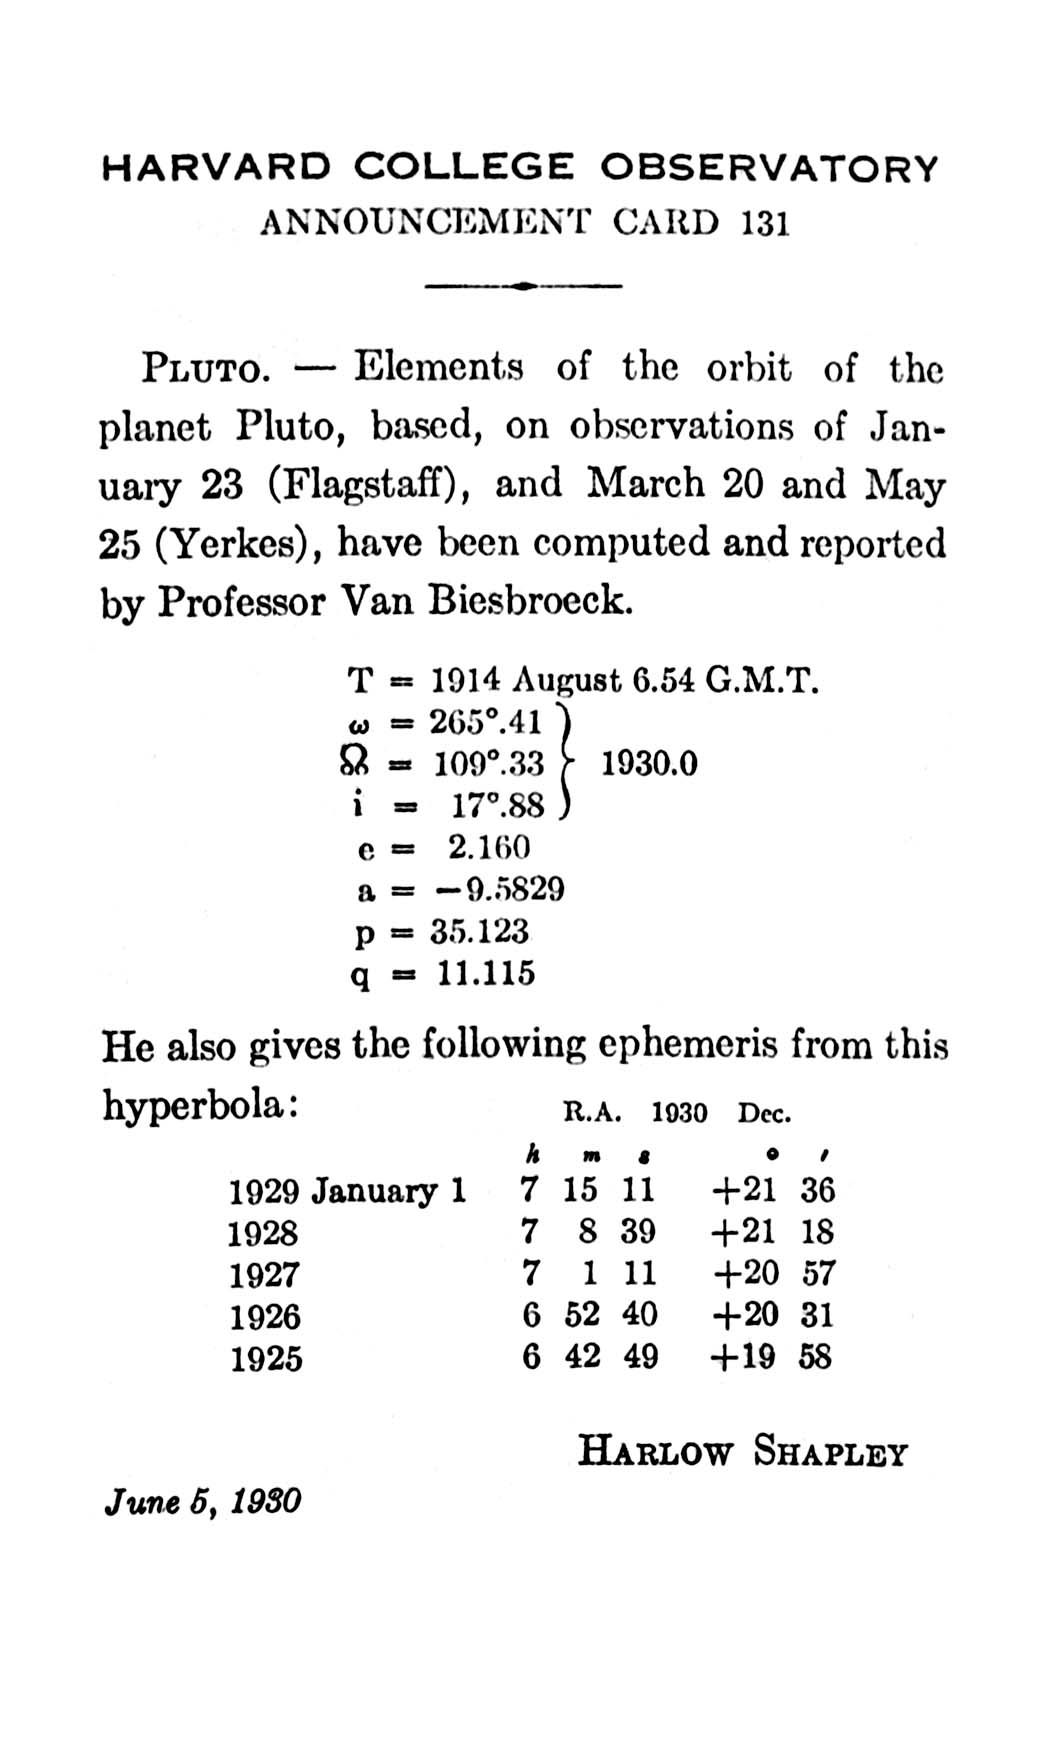 HARVARD COLLEGE OBSERVATORY
ANNOUNCEMENT CARD 131
PLUTO. — Elements of the orbit of the
planet Pluto, based, on observations of Jan-
uary 23 (Flagstaff), and March 20 and May
25 (Yerkes), have been computed and reported
by Professor Van Biesbroeck.
T = 1914 August 6.54 G.M.T.
ω = 265°.41
☊ = 109°.33 } 1930.0
i = 17°.88
e = 2.160
a = −9.5829
p = 35.123
q = 11.115
He also gives the following ephemeris from this
hyperbola: R.A. 1930 Dec.
h m s ° ′
1929 January 1 7 15 11 +21 36
1928 7 8 39 +21 18
1927 7 1 11 +20 57
1926 6 52 40 +20 31
1925 6 42 49 +19 58
HARLOW SHAPLEY
June 5, 1930